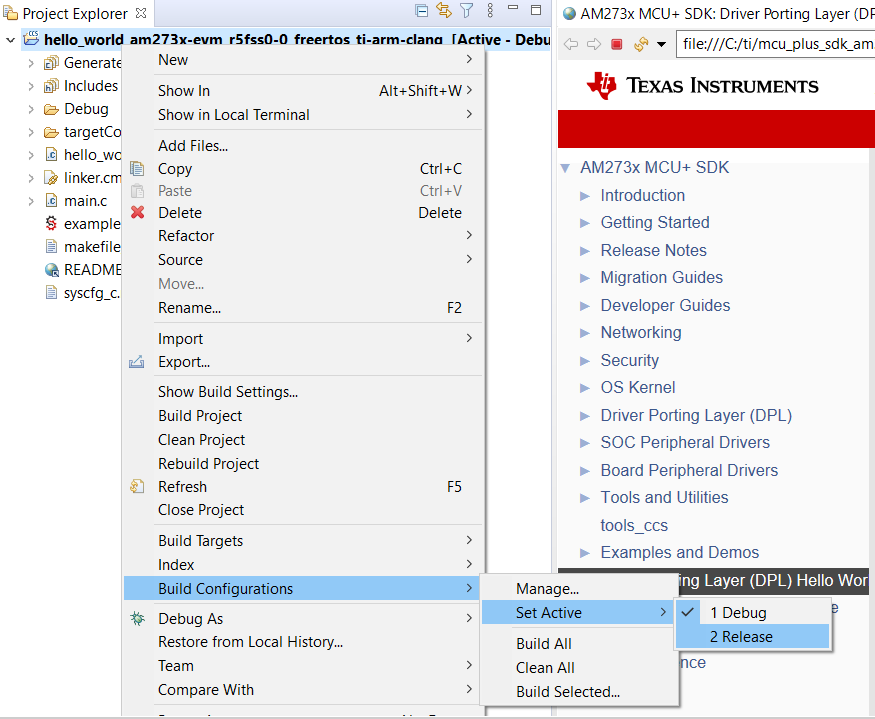 Project Explorer
hello_world_am273x-evm_r5fss0-0_freertos_ti-arm-clang [Active - Debu
Generate
Includes
Debug
targetCo
hello_wo
linker.cm
main.c
example
makefile
README
syscfg_c.
New
Show In Alt+Shift+W
Show in Local Terminal
Add Files...
Copy Ctrl+C
Paste Ctrl+V
Delete Delete
Refactor
Source
Move...
Rename... F2
Import
Export...
Show Build Settings...
Build Project
Clean Project
Rebuild Project
Refresh F5
Close Project
Build Targets
Index
Build Configurations
Debug As
Restore from Local History...
Team
Compare With
Manage...
Set Active
Build All
Clean All
Build Selected...
1 Debug
2 Release
AM273x MCU+ SDK: Driver Porting Layer (DP
file:///C:/ti/mcu_plus_sdk_am
TEXAS INSTRUMENTS
AM273x MCU+ SDK
Introduction
Getting Started
Release Notes
Migration Guides
Developer Guides
Networking
Security
OS Kernel
Driver Porting Layer (DPL)
SOC Peripheral Drivers
Board Peripheral Drivers
Tools and Utilities
tools_ccs
Examples and Demos
ing Layer (DPL) Hello Wor
e
nce